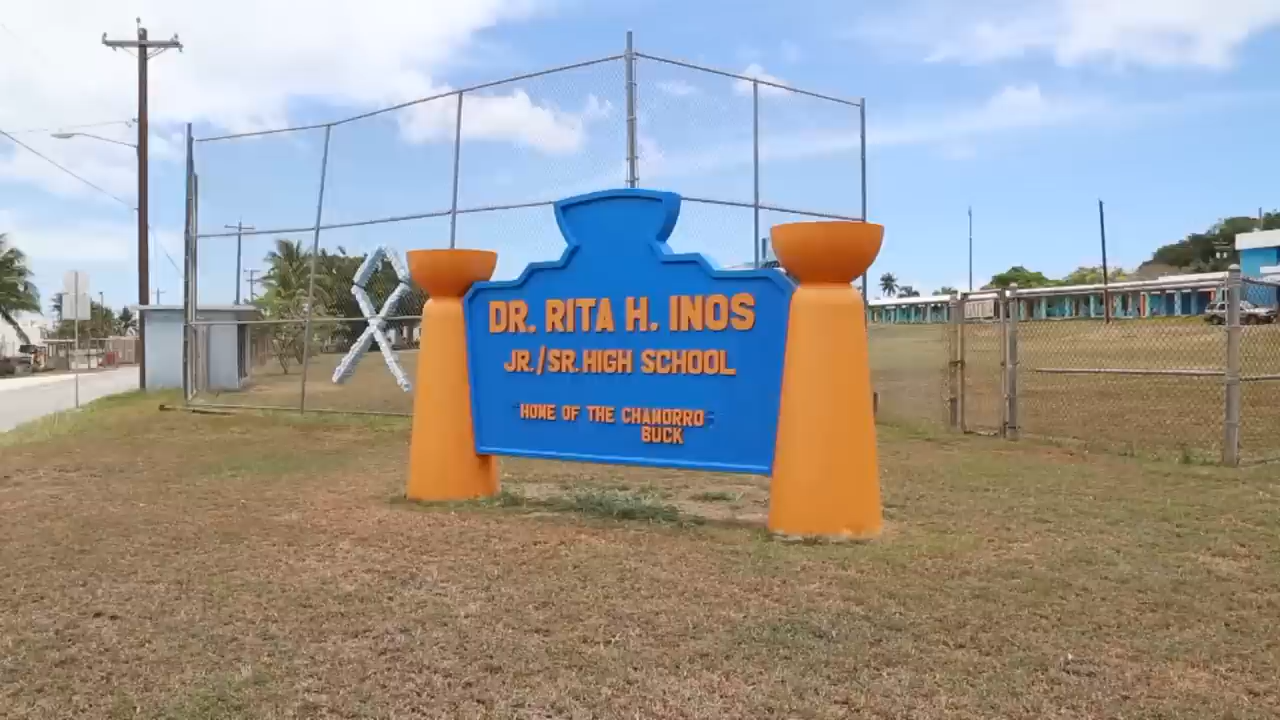 DR. RITA H. INOS
JR./SR. HIGH SCHOOL
"HOME OF THE CHAMORRO
BUCK